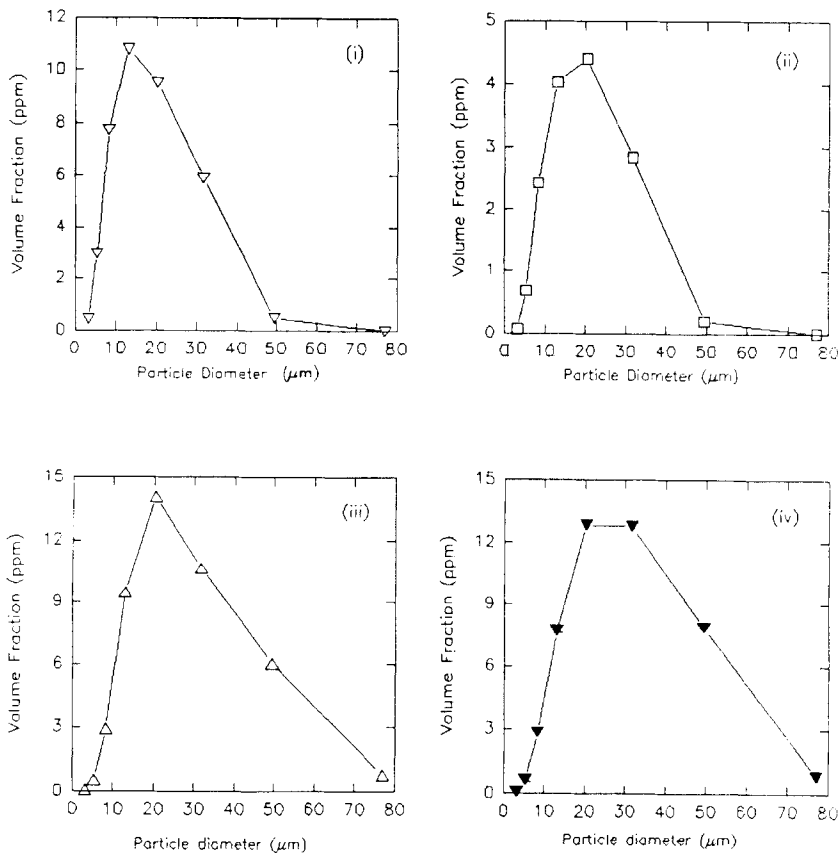 12
10
8
6
4
2
0
Volume Fraction (ppm)
(i)
0 10 20 30 40 50 60 70 80
Particle Diameter (μm)
5
4
3
2
1
0
Volume Fraction (ppm)
(ii)
0 10 20 30 40 50 60 70 80
Particle Diameter (μm)
15
12
9
6
3
0
Volume Fraction (ppm)
(iii)
0 10 20 30 40 50 60 70 80
Particle diameter (μm)
15
12
9
6
3
0
Volume Fraction (ppm)
(iv)
0 10 20 30 40 50 60 70 80
Particle diameter (μm)